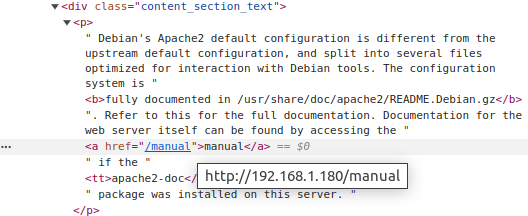 ▼<div class="content_section_text">
▼<p>
" Debian's Apache2 default configuration is different from the
upstream default configuration, and split into several files
optimized for interaction with Debian tools. The configuration
system is "
<b>fully documented in /usr/share/doc/apache2/README.Debian.gz</b>
". Refer to this for the full documentation. Documentation for the
web server itself can be found by accessing the "
••• <a href="/manual">manual</a> == $0
" if the "
<tt>apache2-doc</
http://192.168.1.180/manual
" package was installed on this server. "
</p>